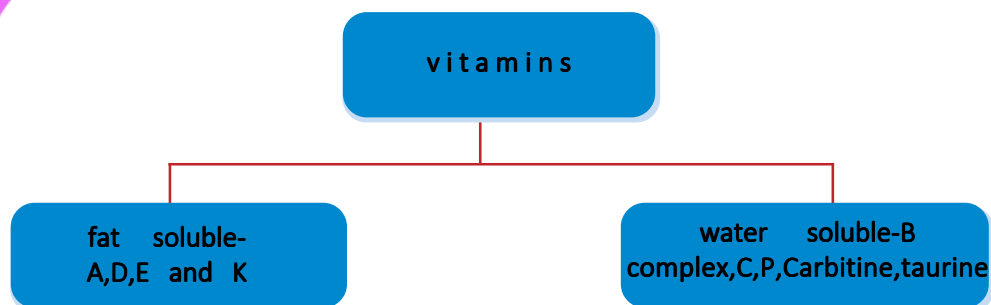 vitamins
fat soluble-
A,D,E and K
water soluble-B
complex,C,P,Carbitine,taurine